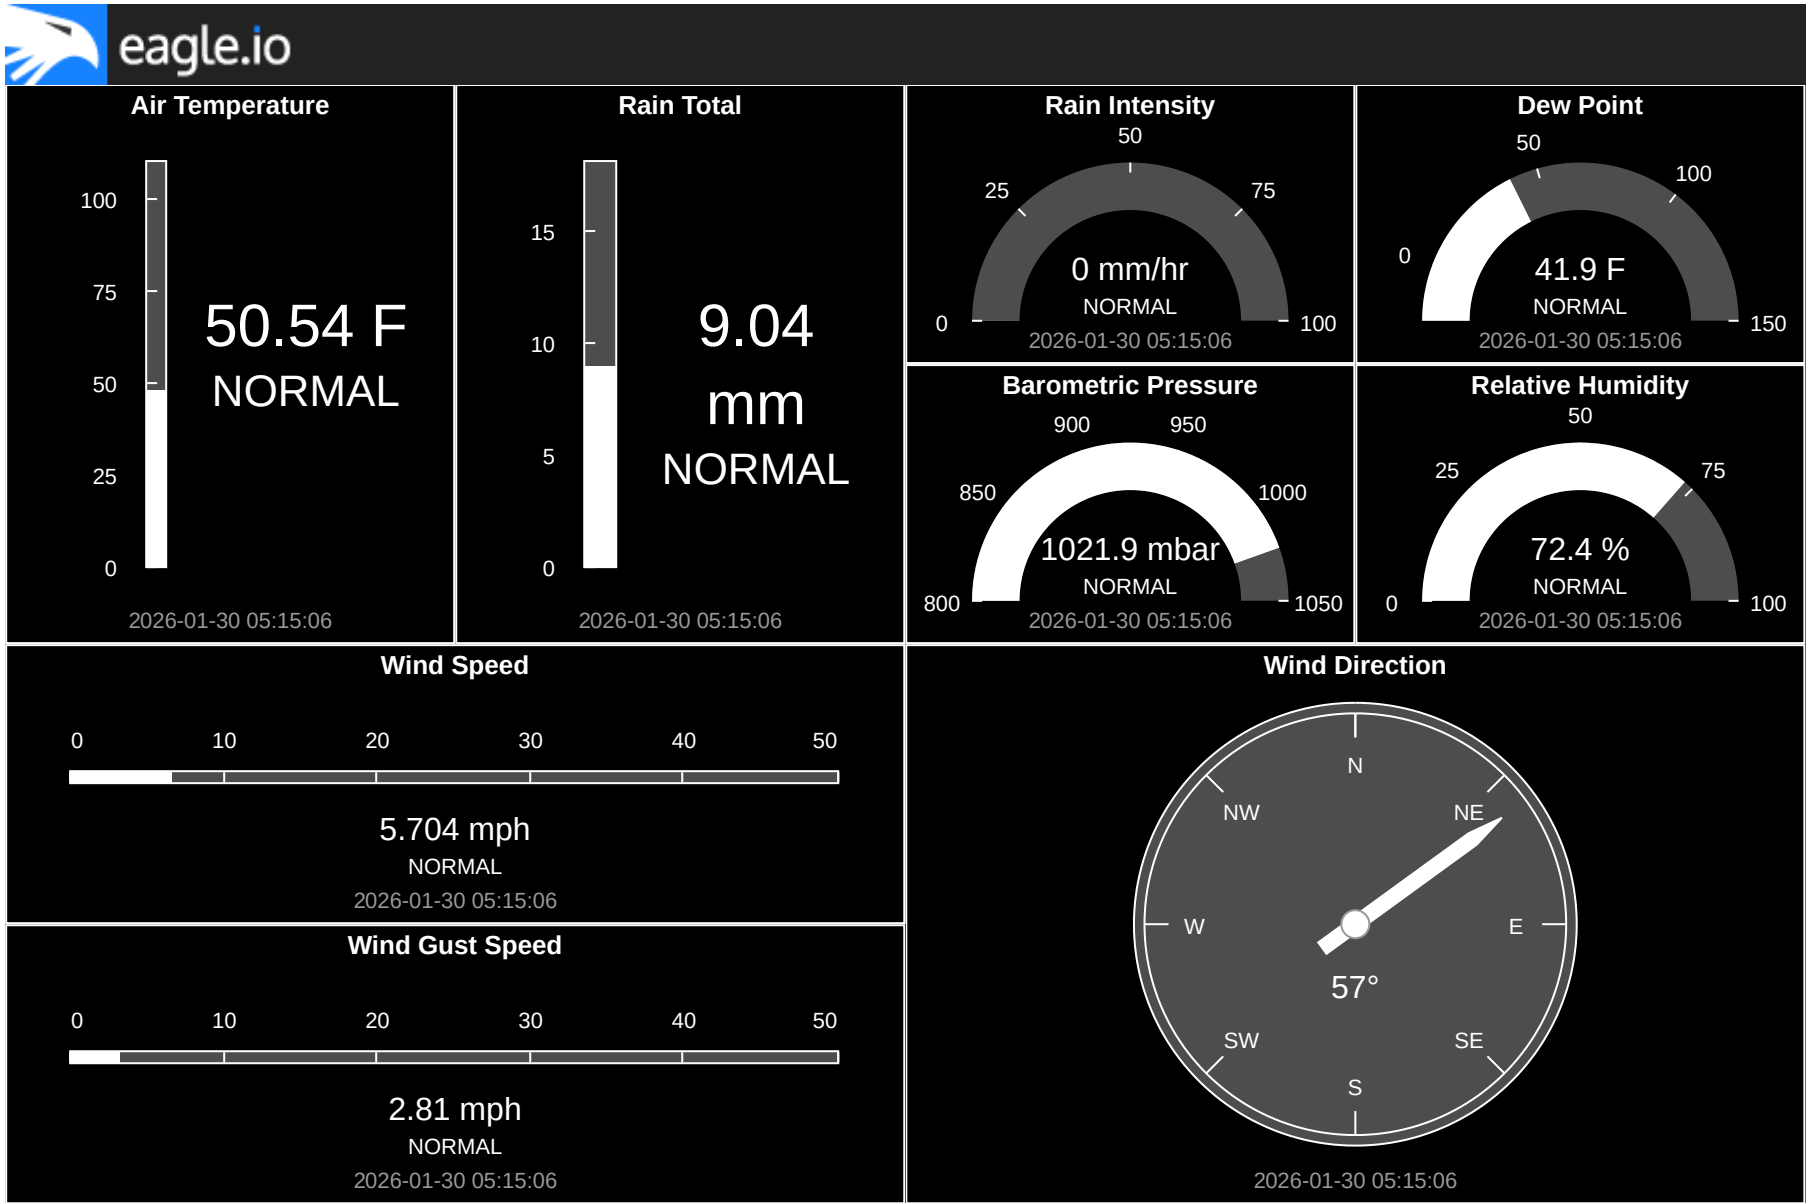 eagle.io
Air Temperature
100
75
50
25
0
50.54 F
NORMAL
2026-01-30 05:15:06
Rain Total
15
10
5
0
9.04
mm
NORMAL
2026-01-30 05:15:06
Rain Intensity
0
25
50
75
100
0 mm/hr
NORMAL
2026-01-30 05:15:06
Dew Point
0
50
100
150
41.9 F
NORMAL
2026-01-30 05:15:06
Barometric Pressure
800
850
900
950
1000
1050
1021.9 mbar
NORMAL
2026-01-30 05:15:06
Relative Humidity
0
25
50
75
100
72.4 %
NORMAL
2026-01-30 05:15:06
Wind Speed
0 10 20 30 40 50
5.704 mph
NORMAL
2026-01-30 05:15:06
Wind Gust Speed
0 10 20 30 40 50
2.81 mph
NORMAL
2026-01-30 05:15:06
Wind Direction
N
NW NE
W E
57°
SW SE
S
2026-01-30 05:15:06